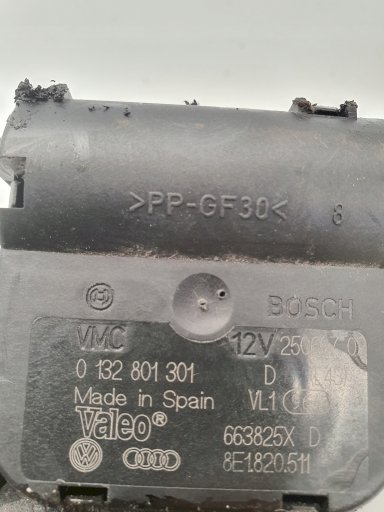 >PP-GF30< 8
BOSCH
VMC 12V
0 132 801 301 D
Made in Spain VL1
Valeo® 663825X D
8E1.820.511